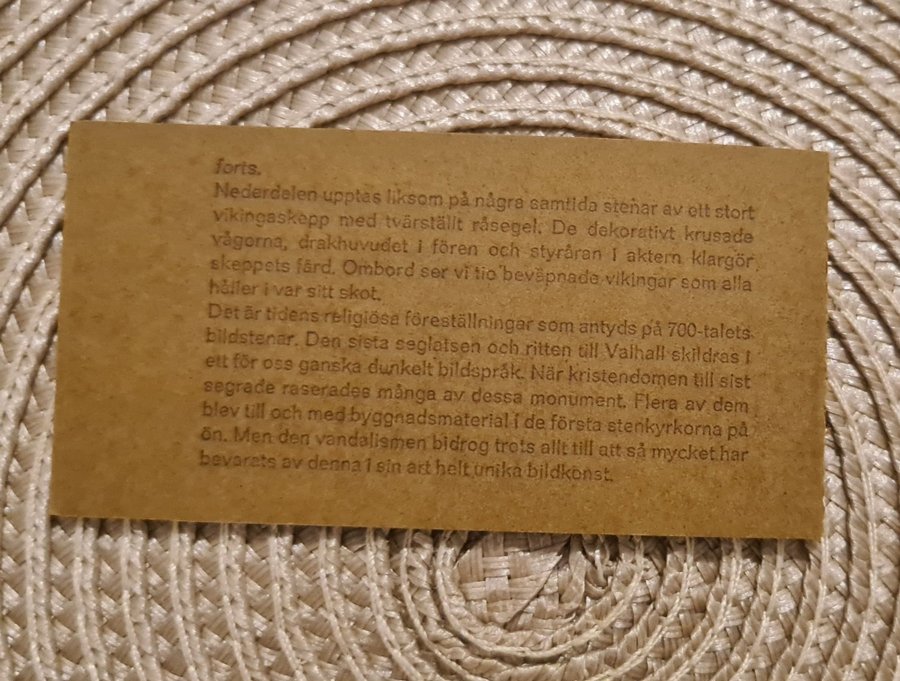 forts.
Nederdelen upptas liksom på några samtida stenar av ett stort
vikingaskepp med tvärställt råsegel. De dekorativt krusade
vågorna, drakhuvudet i fören och styråran i aktern klargör
skeppets färd. Ombord ser vi tio beväpnade vikingar som alla
håller i var sitt skot.
Det är tidens religiösa föreställningar som antyds på 700-talets
bildstenar. Den sista seglatsen och ritten till Valhall skildras i
ett för oss ganska dunkelt bildspråk. När kristendomen till sist
segrade raserades många av dessa monument. Flera av dem
blev till och med byggnadsmaterial i de första stenkyrkorna på
ön. Men den vandalismen bidrog trots allt till att så mycket har
bevarats av denna i sin art helt unika bildkonst.